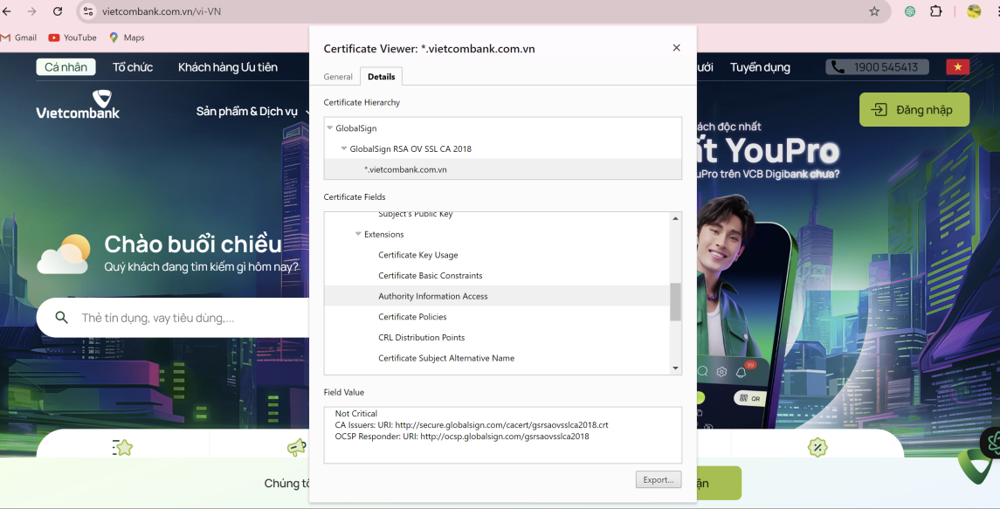 vietcombank.com.vn/vi-VN
Gmail
YouTube
Maps
Cá nhân
Tổ chức
Khách hàng Ưu tiên
Tuyển dụng
1900 545413
Vietcombank
Sản phẩm & Dịch vụ
Đăng nhập
ách độc nhất
YouPro
uPro trên VCB Digibank chưa?
Chào buổi chiều
Quý khách đang tìm kiếm gì hôm nay?
Thẻ tín dụng, vay tiêu dùng,...
99
QR
Certificate Viewer: *.vietcombank.com.vn
General
Details
Certificate Hierarchy
GlobalSign
GlobalSign RSA OV SSL CA 2018
*.vietcombank.com.vn
Certificate Fields
Subject's Public Key
Extensions
Certificate Key Usage
Certificate Basic Constraints
Authority Information Access
Certificate Policies
CRL Distribution Points
Certificate Subject Alternative Name
Field Value
Not Critical
CA Issuers: URI: http://secure.globalsign.com/cacert/gsrsaovsslca2018.crt
OCSP Responder: URI: http://ocsp.globalsign.com/gsrsaovsslca2018
Export...
Chúng